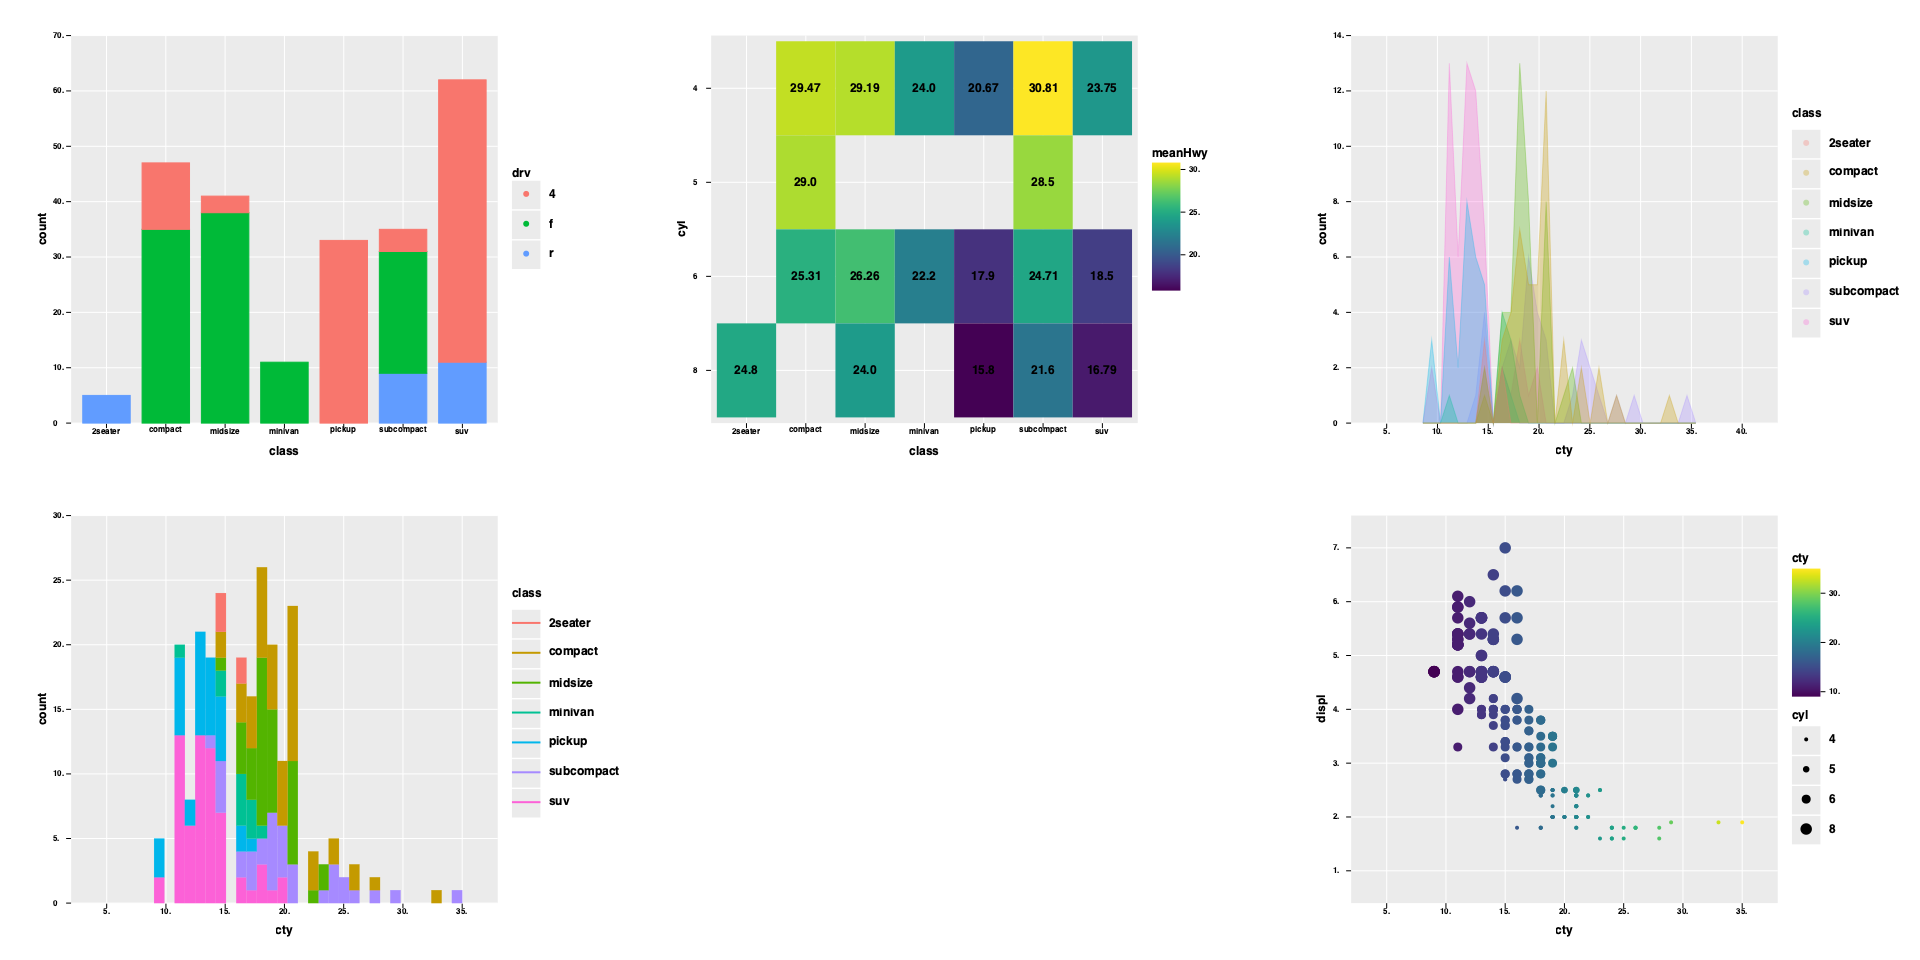 70.
60.
50.
40.
30.
20.
10.
0
count
2seater compact midsize minivan pickup subcompact suv
class
drv
4
f
r
4
5
6
8
cyl
29.47 29.19 24.0 20.67 30.81 23.75
29.0 28.5
25.31 26.26 22.2 17.9 24.71 18.5
24.8 24.0 15.8 21.6 16.79
2seater compact midsize minivan pickup subcompact suv
class
meanHwy
30.
25.
20.
14.
12.
10.
8.
6.
4.
2.
0
count
5. 10. 15. 20. 25. 30. 35. 40.
cty
class
2seater
compact
midsize
minivan
pickup
subcompact
suv
30.
25.
20.
15.
10.
5.
0
count
5. 10. 15. 20. 25. 30. 35.
cty
class
2seater
compact
midsize
minivan
pickup
subcompact
suv
7.
6.
5.
4.
3.
2.
1.
displ
5. 10. 15. 20. 25. 30. 35.
cty
cty
30.
20.
10.
cyl
4
5
6
8